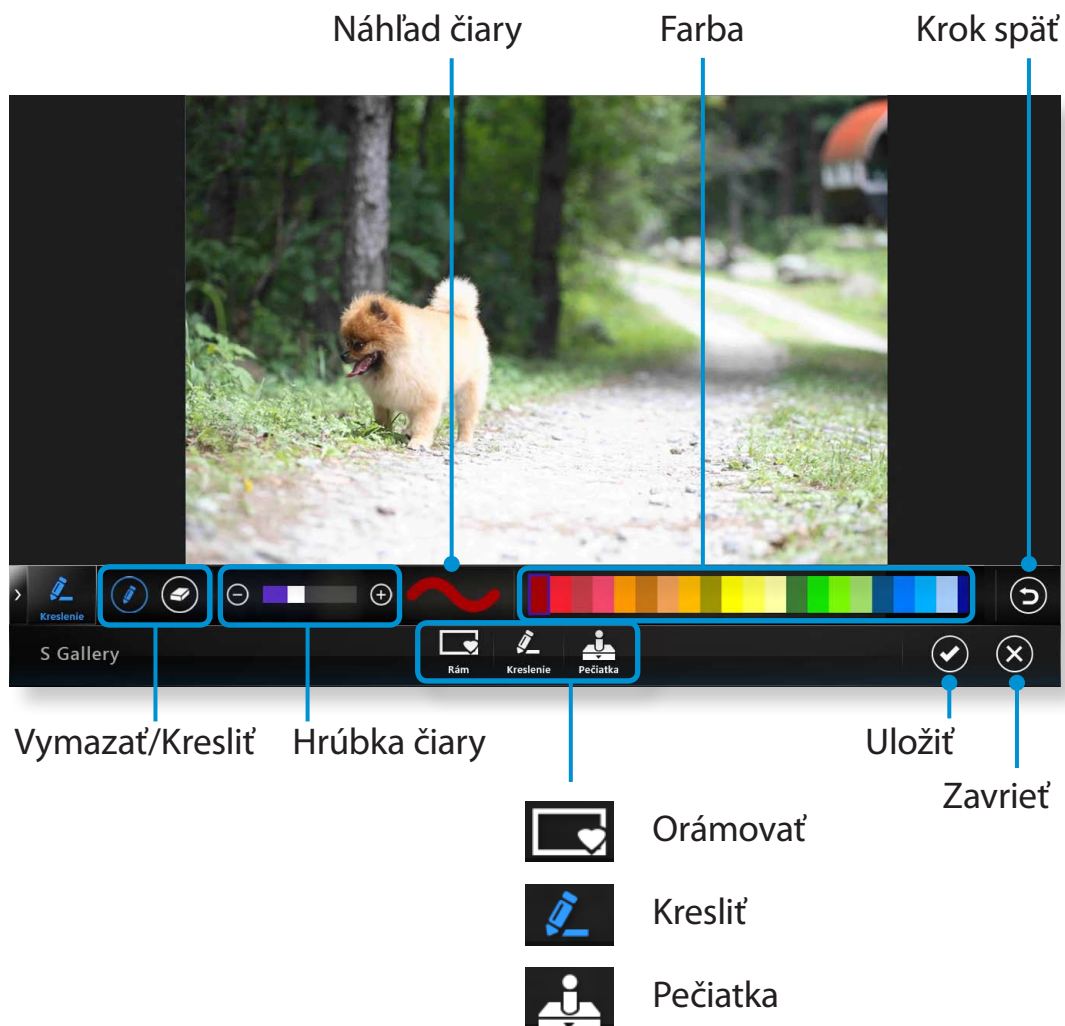 Náhľad čiary Farba Krok späť
Kreslenie
S Gallery
Rám Kreslenie Pečiatka
Vymazať/Kresliť Hrúbka čiary Uložiť
Zavrieť
Orámovať
Kresliť
Pečiatka